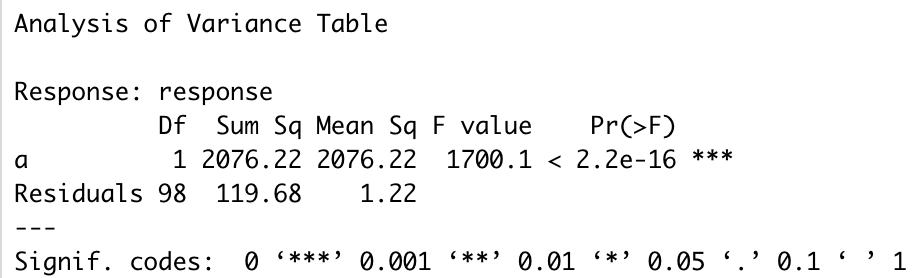 Analysis of Variance Table

Response: response
          Df  Sum Sq Mean Sq F value    Pr(>F)
a          1 2076.22 2076.22  1700.1 < 2.2e-16 ***
Residuals 98  119.68    1.22
---
Signif. codes:  0 ‘***’ 0.001 ‘**’ 0.01 ‘*’ 0.05 ‘.’ 0.1 ‘ ’ 1